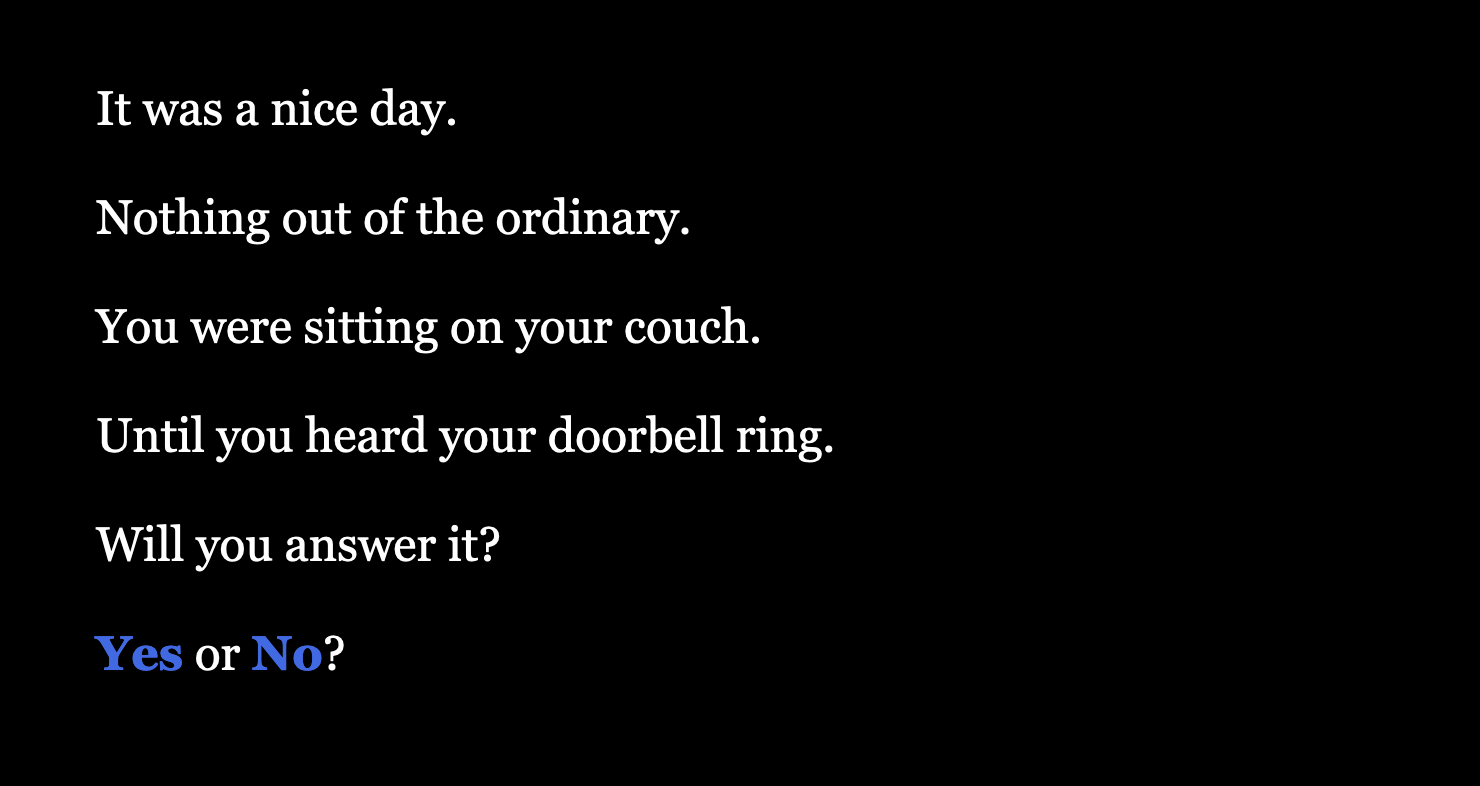 It was a nice day.
Nothing out of the ordinary.
You were sitting on your couch.
Until you heard your doorbell ring.
Will you answer it?
Yes or No?